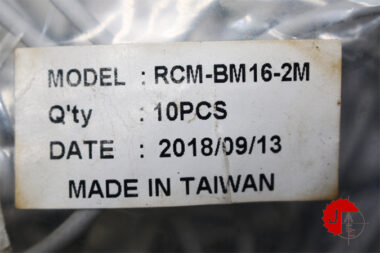 MODEL : RCM-BM16-2M
Q'ty : 10PCS
DATE : 2018/09/13
MADE IN TAIWAN